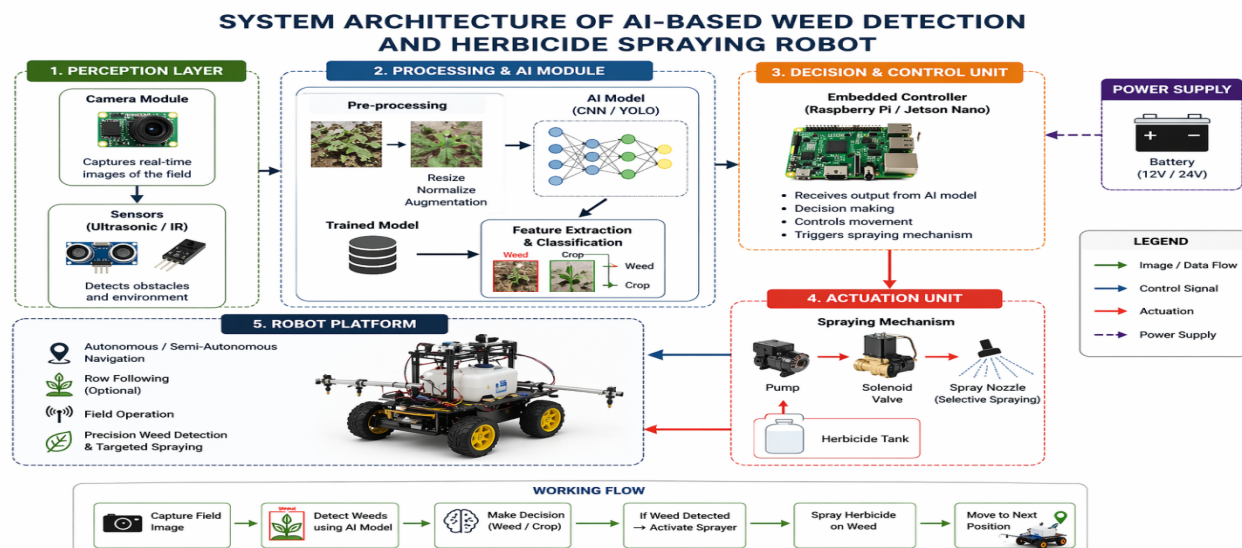 SYSTEM ARCHITECTURE OF AI-BASED WEED DETECTION
AND HERBICIDE SPRAYING ROBOT
1. PERCEPTION LAYER
Camera Module
Captures real-time
images of the field
Sensors
(Ultrasonic / IR)
Detects obstacles
and environment
2. PROCESSING & AI MODULE
Pre-processing
Resize
Normalize
Augmentation
AI Model
(CNN / YOLO)
Trained Model
Feature Extraction
& Classification
Weed
Crop
Weed
Crop
3. DECISION & CONTROL UNIT
Embedded Controller
(Raspberry Pi / Jetson Nano)
• Receives output from AI model
• Decision making
• Controls movement
• Triggers spraying mechanism
POWER SUPPLY
+ −
Battery
(12V / 24V)
LEGEND
Image / Data Flow
Control Signal
Actuation
Power Supply
4. ACTUATION UNIT
Spraying Mechanism
Pump
Solenoid
Valve
Spray Nozzle
(Selective Spraying)
Herbicide Tank
5. ROBOT PLATFORM
Autonomous / Semi-Autonomous
Navigation
Row Following
(Optional)
Field Operation
Precision Weed Detection
& Targeted Spraying
WORKING FLOW
Capture Field
Image
Detect Weeds
using AI Model
Make Decision
(Weed / Crop)
If Weed Detected
→ Activate Sprayer
Spray Herbicide
on Weed
Move to Next
Position